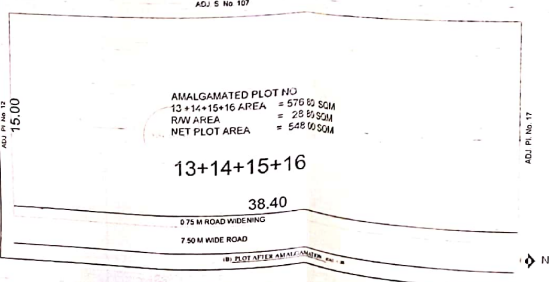 ADJ. S. No. 107
ADJ. Pl. No. 12
15.00
AMALGAMATED PLOT NO
13+14+15+16 AREA = 576.80 SQM
R/W AREA = 28.80 SQM
NET PLOT AREA = 548.00 SQM
13+14+15+16
ADJ. Pl. No. 17
38.40
0.75 M ROAD WIDENING
7.50 M WIDE ROAD
(B) PLOT AFTER AMALGAMATION
N